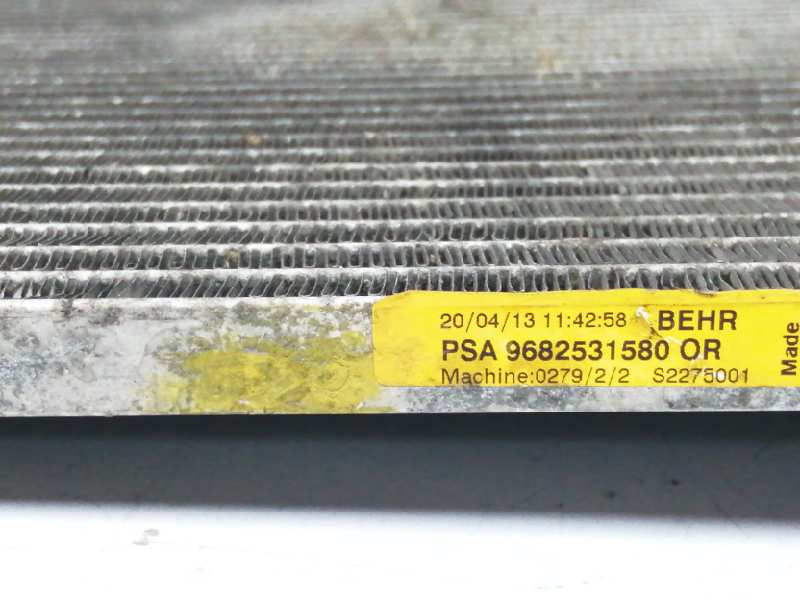 20/04/13 11:42:58 BEHR
PSA 9682531580 OR
Machine:0279/2/2 S2275001
Made